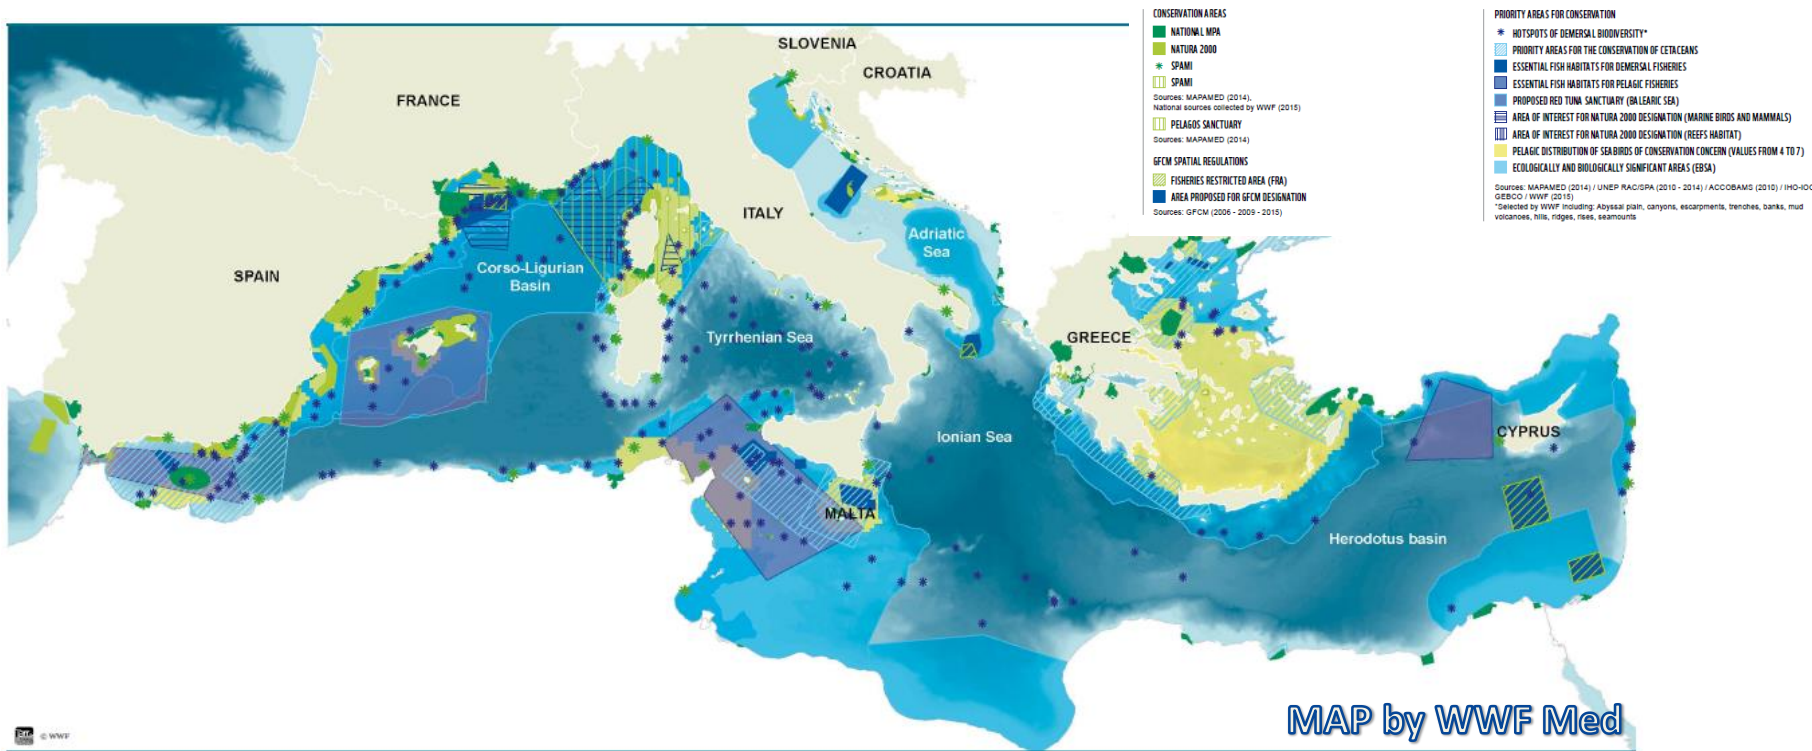 CONSERVATION AREAS
NATIONAL MPA
NATURA 2000
SPAMI
SPAMI
Sources: MAPAMED (2014),
National sources collected by WWF (2015)
PELAGOS SANCTUARY
Sources: MAPAMED (2014)
GFCM SPATIAL REGULATIONS
FISHERIES RESTRICTED AREA (FRA)
AREA PROPOSED FOR GFCM DESIGNATION
Sources: GFCM (2006 - 2009 - 2015)
PRIORITY AREAS FOR CONSERVATION
HOTSPOTS OF DEMERSAL BIODIVERSITY*
PRIORITY AREAS FOR THE CONSERVATION OF CETACEANS
ESSENTIAL FISH HABITATS FOR DEMERSAL FISHERIES
ESSENTIAL FISH HABITATS FOR PELAGIC FISHERIES
PROPOSED RED TUNA SANCTUARY (BALEARIC SEA)
AREA OF INTEREST FOR NATURA 2000 DESIGNATION (MARINE BIRDS AND MAMMALS)
AREA OF INTEREST FOR NATURA 2000 DESIGNATION (REEFS HABITAT)
PELAGIC DISTRIBUTION OF SEABIRDS OF CONSERVATION CONCERN (VALUES FROM 4 TO 7)
ECOLOGICALLY AND BIOLOGICALLY SIGNIFICANT AREAS (EBSA)
Sources: MAPAMED (2014) / UNEP RAC/SPA (2010 - 2014) / ACCOBAMS (2010) / IHO-IOC
GEBCO / WWF (2015)
*Selected by WWF including: Abyssal plain, canyons, escarpments, trenches, banks, mud
volcanoes, hills, ridges, rises, seamounts
SLOVENIA
CROATIA
FRANCE
ITALY
Adriatic
Sea
SPAIN
Corso-Ligurian
Basin
Tyrrhenian Sea
GREECE
Ionian Sea
CYPRUS
MALTA
Herodotus basin
MAP by WWF Med
© WWF